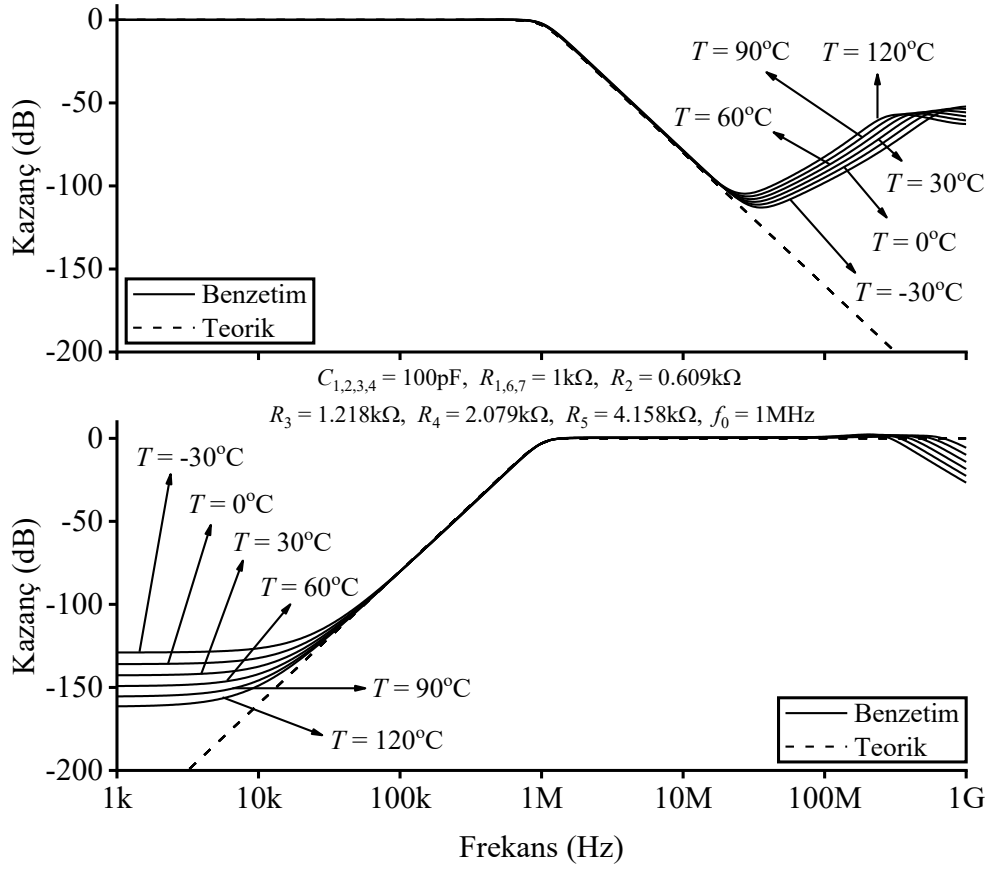 0
-50
-100
-150
-200
Kazanç (dB)
T = 90°C
T = 120°C
T = 60°C
T = 30°C
T = 0°C
T = -30°C
Benzetim
Teorik
C1,2,3,4 = 100pF, R1,6,7 = 1kΩ, R2 = 0.609kΩ
R3 = 1.218kΩ, R4 = 2.079kΩ, R5 = 4.158kΩ, f0 = 1MHz
0
-50
-100
-150
-200
Kazanç (dB)
T = -30°C
T = 0°C
T = 30°C
T = 60°C
T = 90°C
T = 120°C
Benzetim
Teorik
1k 10k 100k 1M 10M 100M 1G
Frekans (Hz)